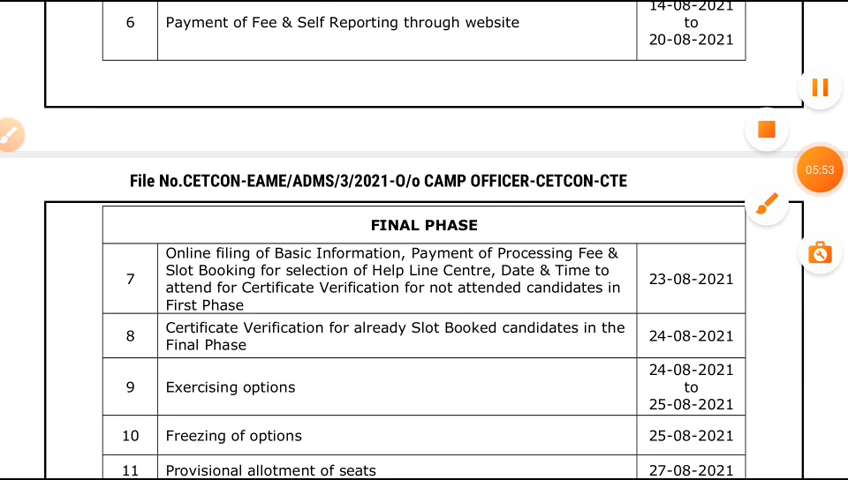 14-08-2021
6 Payment of Fee & Self Reporting through website to
20-08-2021
05:53
File No.CETCON-EAME/ADMS/3/2021-O/o CAMP OFFICER-CETCON-CTE
FINAL PHASE
Online filing of Basic Information, Payment of Processing Fee &
Slot Booking for selection of Help Line Centre, Date & Time to
7 attend for Certificate Verification for not attended candidates in 23-08-2021
First Phase
8 Certificate Verification for already Slot Booked candidates in the 24-08-2021
Final Phase
24-08-2021
9 Exercising options to
25-08-2021
10 Freezing of options 25-08-2021
11 Provisional allotment of seats 27-08-2021